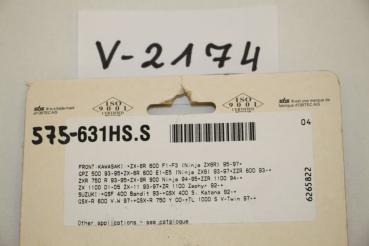 V-2174
sbs
sbs
ISO
9001
CERTIFIED
ISO
9001
CERTIFIED
575-631HS.S
04
FRONT:KAWASAKI:*ZX-6R 600 F1-F3 (Ninja ZX6R) 95-97*
GPZ 500 93-95*ZX-6R 600 E1-E5 (Ninja ZX6) 93-97*ZZR 600 93-*
ZXR 750 R 93-95*ZX-9R 900 Ninja 94-95*ZZR 1100 94-*
ZX 1100 D1-D5 ZX-11 93-97*ZR 1100 Zephyr 92-*
SUZUKI:*GSF 400 Bandit 93-*GSX 400 S. Katana 92-*
GSX-R 600 V.W 97-*GSX-R 750 Y 00-*TL 1000 S V-Twin 97-*
Other applications - see catalogue
6265822